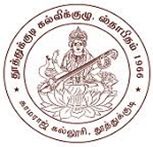 தூத்துக்குடி கல்விக்குழு, ஸ்தாபிதம் 1966
காமராஜ் கல்லூரி, தூத்துக்குடி